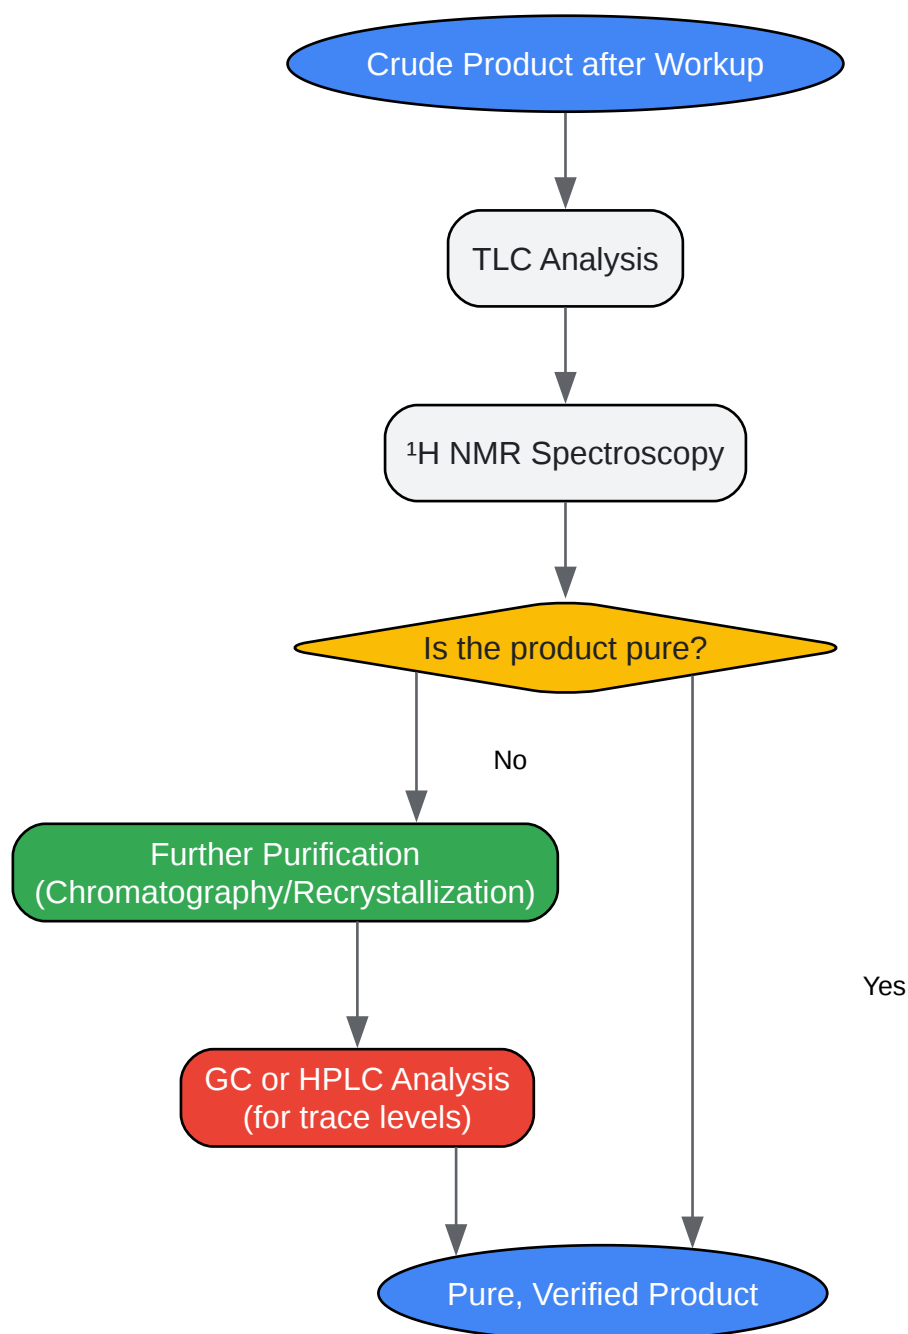 Crude Product after Workup
TLC Analysis
¹H NMR Spectroscopy
Is the product pure?
No
Further Purification
(Chromatography/Recrystallization)
Yes
GC or HPLC Analysis
(for trace levels)
Pure, Verified Product